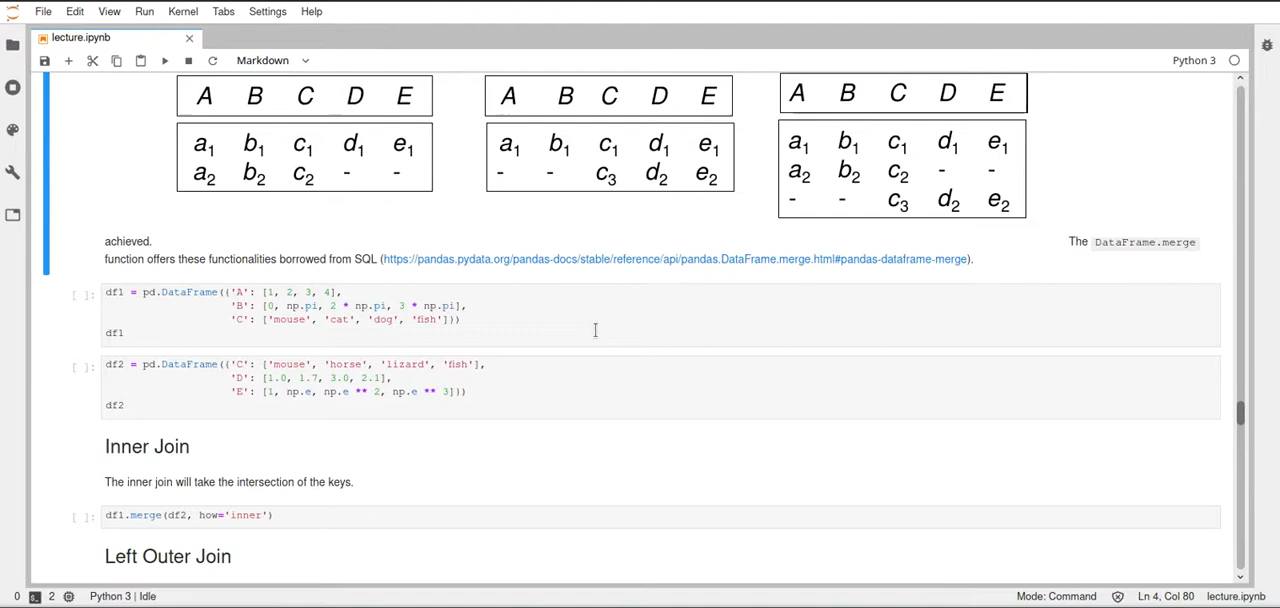 File Edit View Run Kernel Tabs Settings Help
lecture.ipynb
Markdown Python 3
A B C D E A B C D E A B C D E
a1 b1 c1 d1 e1 a1 b1 c1 d1 e1 a1 b1 c1 d1 e1
a2 b2 c2 - - - - c3 d2 e2 a2 b2 c2 - -
- - c3 d2 e2
achieved. The DataFrame.merge
function offers these functionalities borrowed from SQL (https://pandas.pydata.org/pandas-docs/stable/reference/api/pandas.DataFrame.merge.html#pandas-dataframe-merge).
[ ]: df1 = pd.DataFrame({'A': [1, 2, 3, 4],
'B': [0, np.pi, 2 * np.pi, 3 * np.pi],
'C': ['mouse', 'cat', 'dog', 'fish']})
df1
[ ]: df2 = pd.DataFrame({'C': ['mouse', 'horse', 'lizard', 'fish'],
'D': [1.0, 1.7, 3.0, 2.1],
'E': [1, np.e, np.e ** 2, np.e ** 3]})
df2
Inner Join
The inner join will take the intersection of the keys.
[ ]: df1.merge(df2, how='inner')
Left Outer Join
0 2 Python 3 | Idle Mode: Command Ln 4, Col 80 lecture.ipynb